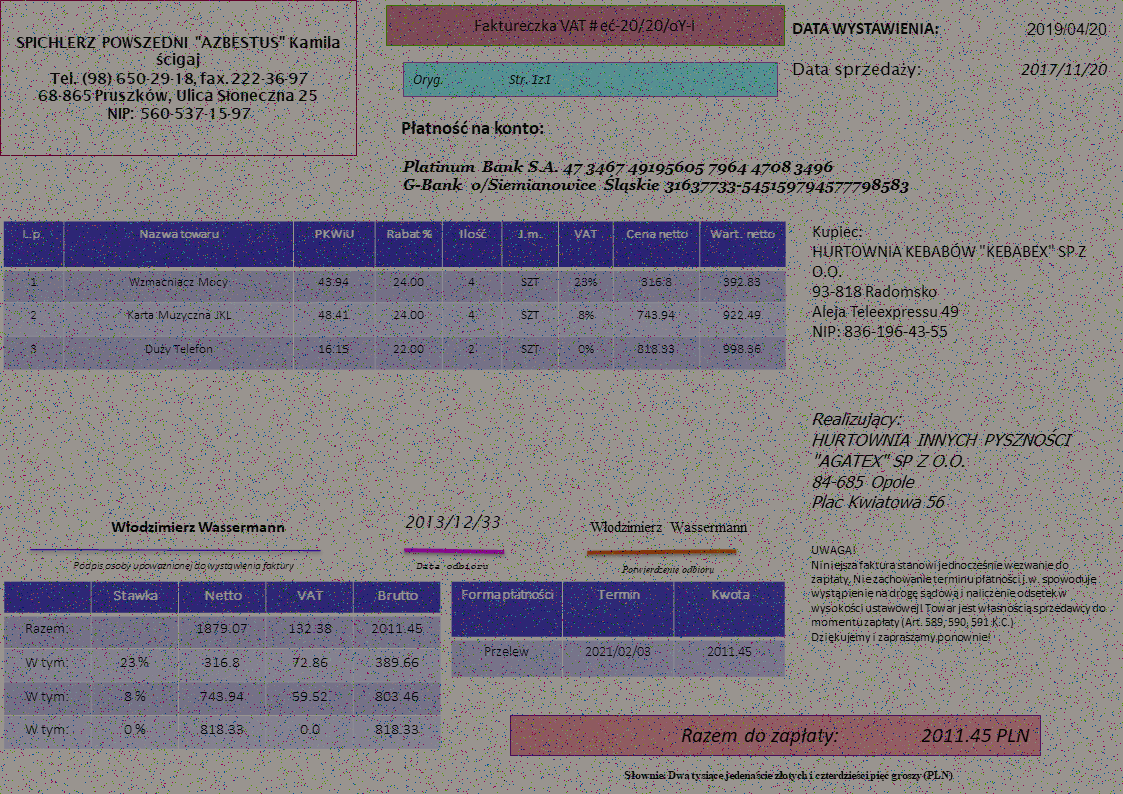 SPICHLERZ POWSZEDNI "AZBESTUS" Kamila
ścigaj
Tel. (98) 650-29-18, fax. 222-36-97
68-865 Pruszków, Ulica Słoneczna 25
NIP: 560-537-15-97
Faktureczka VAT # eć-20/20/oY-i
Oryg. Str. 1z1
DATA WYSTAWIENIA: 2019/04/20
Data sprzedaży: 2017/11/20
Płatność na konto:
Platinum Bank S.A. 47 3467 49195605 7964 4708 3496
G-Bank o/Siemianowice Śląskie 31637733-5451597945779 8583
L.p. Nazwa towaru PKWiU Rabat % Ilość J.m. VAT Cena netto Wart. netto
1 Wzmacniacz Mocy 43.94 24.00 4 SZT 23% 316.8 392.83
2 Karta Muzyczna JKL 48.41 24.00 4 SZT 8% 743.94 922.49
3 Duży Telefon 16.15 22.00 2 SZT 0% 818.33 998.36
Kupiec:
HURTOWNIA KEBABÓW "KEBABEX" SP Z
O.O.
93-818 Radomsko
Aleja Teleexpressu 49
NIP: 836-196-43-55
Realizujący:
HURTOWNIA INNYCH PYSZNOŚCI
"AGATEX" SP Z O.O.
84-685 Opole
Plac Kwiatowa 56
Włodzimierz Wassermann
2013/12/33
Włodzimierz Wassermann
Podpis osoby upoważnionej do wystawienia faktury
Data odbioru
Potwierdzenie odbioru
UWAGA!
Niniejsza faktura stanowi jednocześnie wezwanie do
zapłaty. Nie zachowanie terminu płatności j.w. spowoduje
wystąpienie na drogę sądową i naliczenie odsetek w
wysokości ustawowej! Towar jest własnością sprzedawcy do
momentu zapłaty (Art. 589, 590, 591 K.C.)
Dziękujemy i zapraszamy ponownie!
Stawka Netto VAT Brutto
Razem: 1879.07 132.38 2011.45
W tym: 23 % 316.8 72.86 389.66
W tym: 8 % 743.94 59.52 803.46
W tym: 0 % 818.33 0.0 818.33
Forma płatności Termin Kwota
Przelew 2021/02/03 2011.45
Razem do zapłaty: 2011.45 PLN
Słownie: Dwa tysiące jedenaście złotych i czterdzieści pięć groszy (PLN)